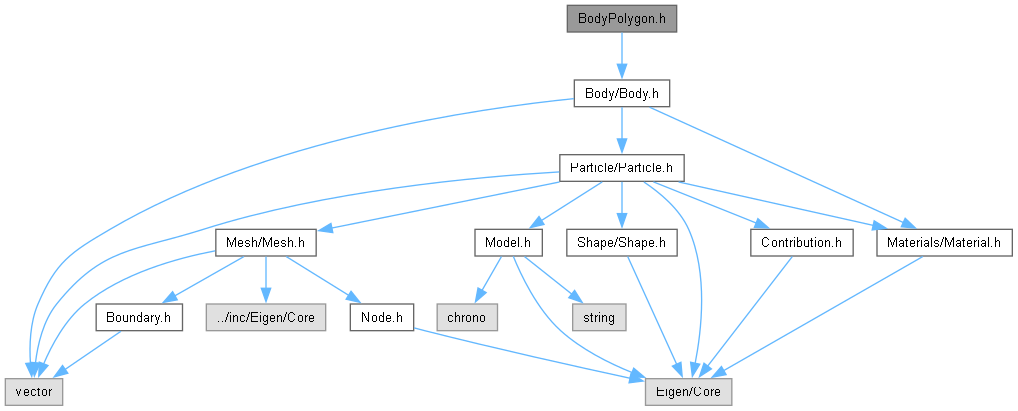 BodyPolygon.h
Body/Body.h
Particle/Particle.h
Mesh/Mesh.h
Model.h
Shape/Shape.h
Contribution.h
Materials/Material.h
Boundary.h
../inc/Eigen/Core
Node.h
chrono
string
vector
Eigen/Core